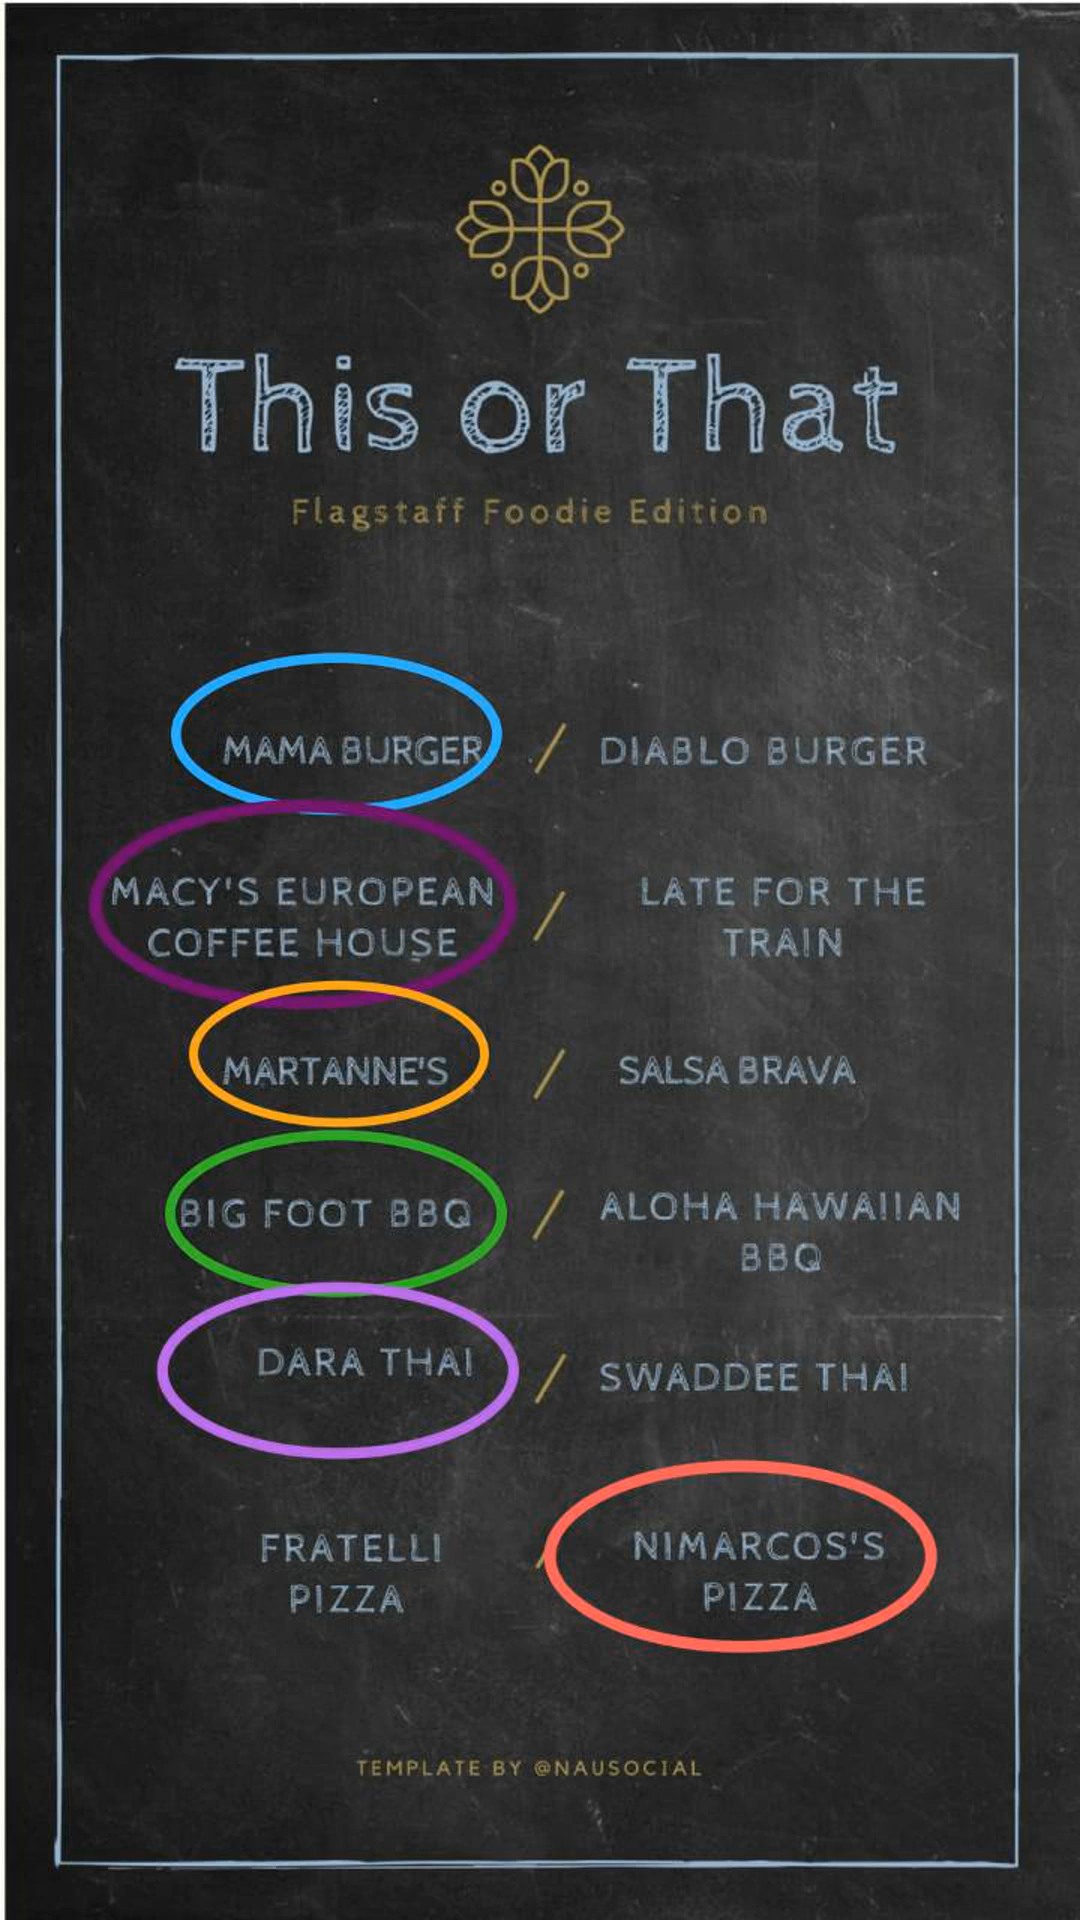 This or That
Flagstaff Foodie Edition
MAMA BURGER / DIABLO BURGER
MACY'S EUROPEAN
COFFEE HOUSE
/
LATE FOR THE
TRAIN
MARTANNE'S / SALSA BRAVA
BIG FOOT BBQ /
ALOHA HAWAIIAN
BBQ
DARA THAI / SWADDEE THAI
FRATELLI
PIZZA
/
NIMARCOS'S
PIZZA
TEMPLATE BY @NAUSOCIAL